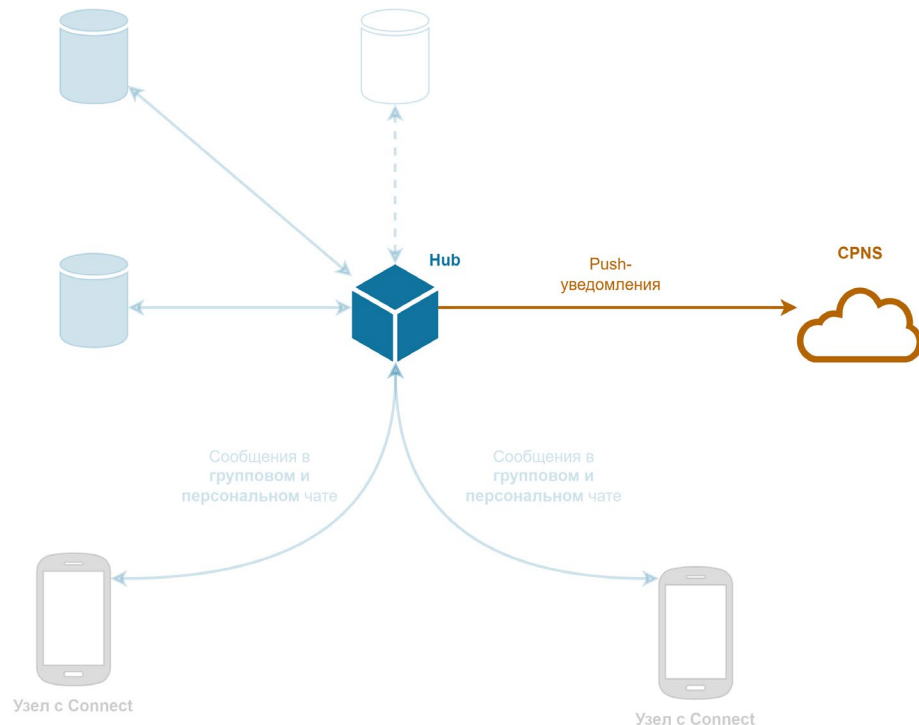 Hub
Push-
уведомления
CPNS
Сообщения в
групповом и
персональном чате
Сообщения в
групповом и
персональном чате
Узел с Connect
Узел с Connect